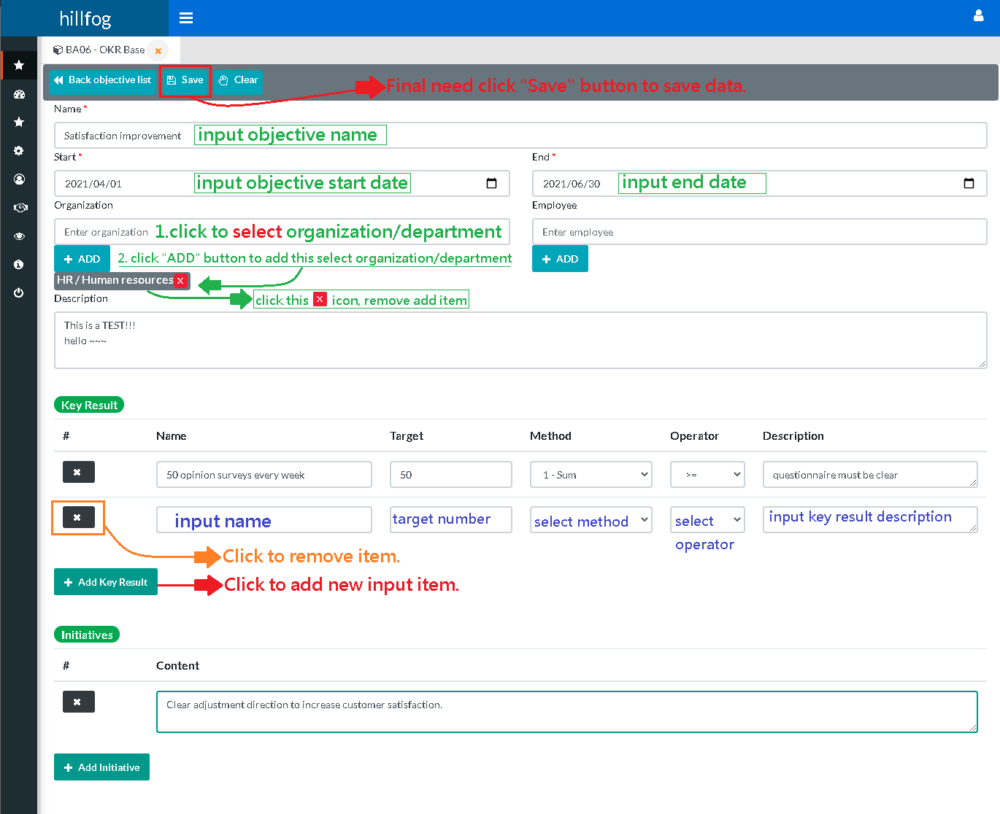 hillfog
BA06 - OKR Base
Back objective list Save Clear Final need click "Save" button to save data.
Name *
Satisfaction improvement input objective name
Start * End *
2021/04/01 input objective start date 2021/06/30 input end date
Organization Employee
Enter organization 1.click to select organization/department Enter employee
+ ADD 2. click "ADD" button to add this select organization/department + ADD
HR / Human resources x
click this x icon, remove add item
Description
This is a TEST!!!
hello ~~~
Key Result
# Name Target Method Operator Description
50 opinion surveys every week 50 1 - Sum >= questionnaire must be clear
input name target number select method select operator input key result description
Click to remove item.
+ Add Key Result Click to add new input item.
Initiatives
# Content
Clear adjustment direction to increase customer satisfaction.
+ Add Initiative